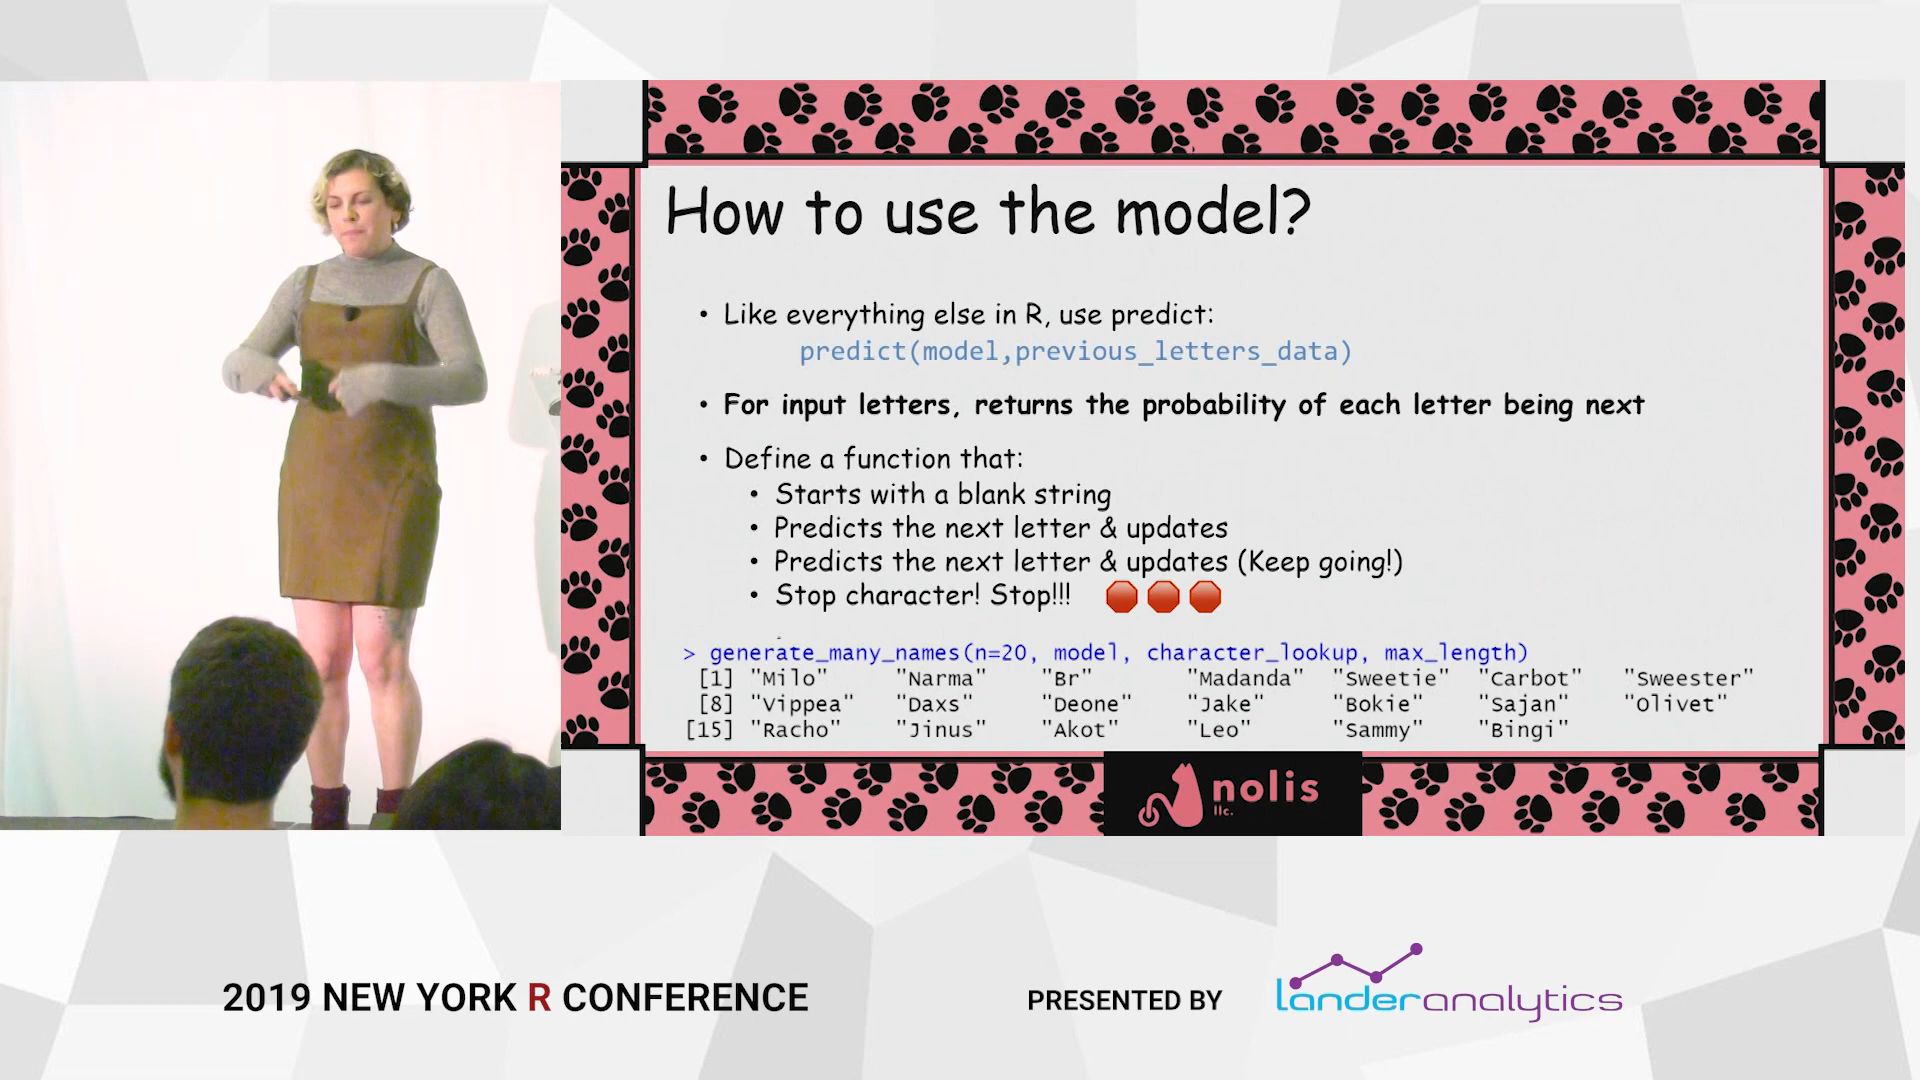 How to use the model?
• Like everything else in R, use predict:
predict(model,previous_letters_data)
• For input letters, returns the probability of each letter being next
• Define a function that:
• Starts with a blank string
• Predicts the next letter & updates
• Predicts the next letter & updates (Keep going!)
• Stop character! Stop!!!
> generate_many_names(n=20, model, character_lookup, max_length)
[1] "Milo" "Narma" "Br" "Madanda" "Sweetie" "Carbot" "Sweester"
[8] "Vippea" "Daxs" "Deone" "Jake" "Bokie" "Sajan" "Olivet"
[15] "Racho" "Jinus" "Akot" "Leo" "Sammy" "Bingi"
nolis
llc.
2019 NEW YORK R CONFERENCE
PRESENTED BY
landeranalytics